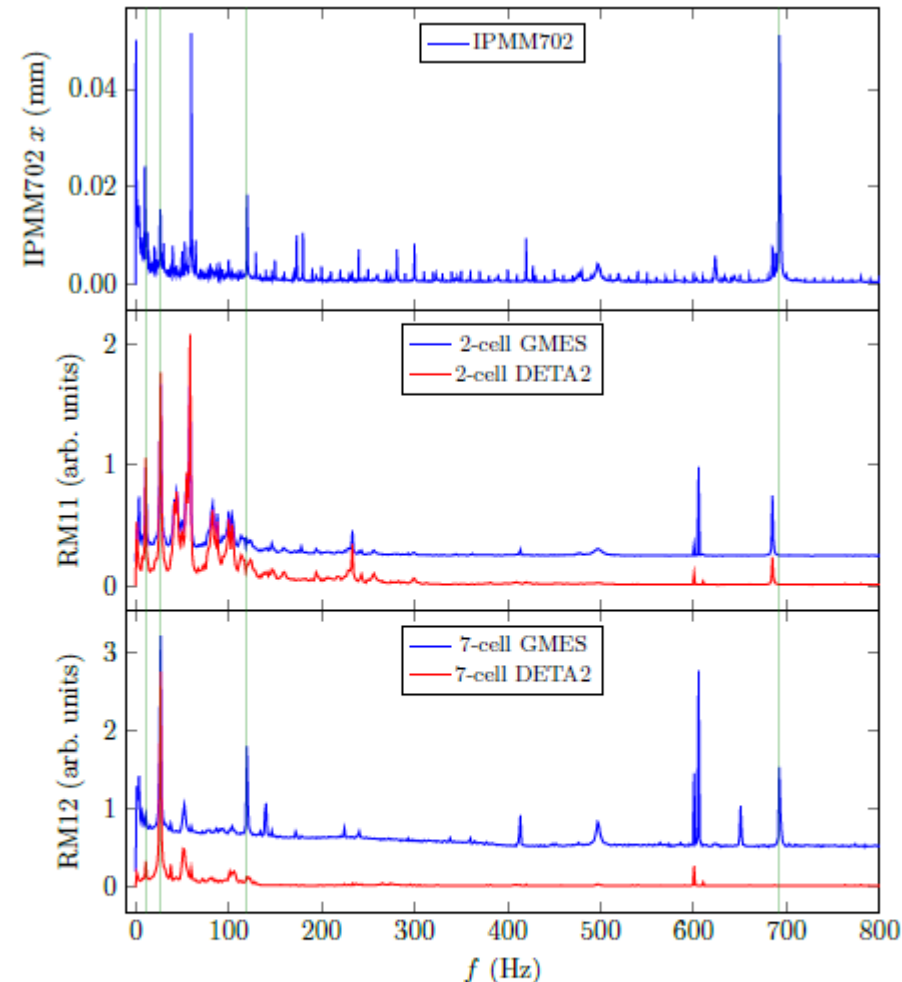 IPMM702
0.04
0.02
0.00
IPMM702 x (mm)
2-cell GMES
2-cell DETA2
2
1
0
RM11 (arb. units)
7-cell GMES
7-cell DETA2
3
2
1
0
RM12 (arb. units)
0 100 200 300 400 500 600 700 800
f (Hz)